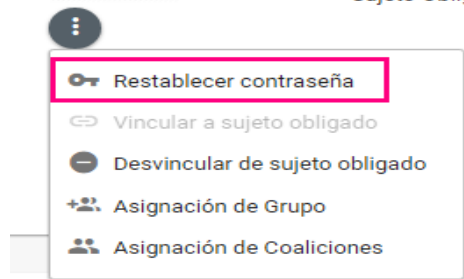 Restablecer contraseña
Vincular a sujeto obligado
Desvincular de sujeto obligado
Asignación de Grupo
Asignación de Coaliciones